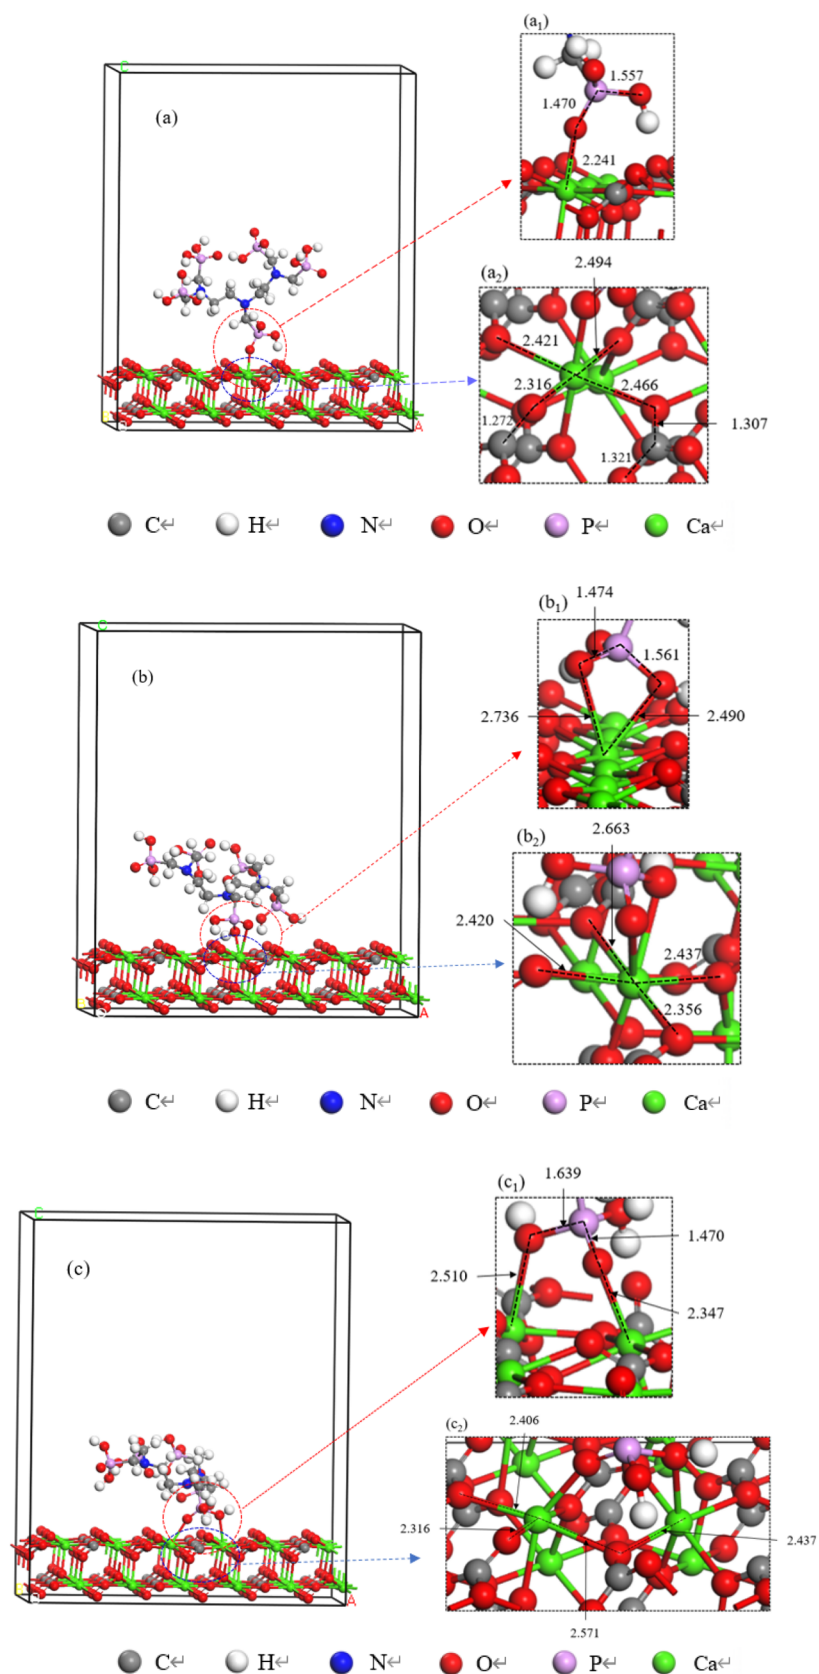 (a)
C
A
(a1)
1.557
1.470
2.241
(a2)
2.494
2.421
2.316
2.466
1.272
1.307
1.321
C↵ H↵ N↵ O↵ P↵ Ca↵
(b)
C
A
(b1)
1.474
1.561
2.736
2.490
(b2)
2.663
2.420
2.437
2.356
C↵ H↵ N↵ O↵ P↵ Ca↵
(c)
C
A
(c1)
1.639
1.470
2.510
2.347
(c2)
2.406
2.316
2.437
2.571
C↵ H↵ N↵ O↵ P↵ Ca↵